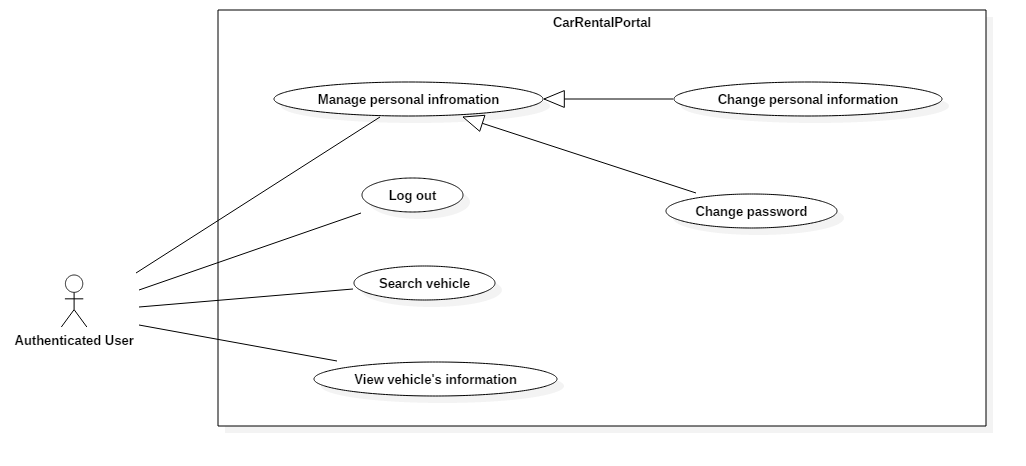 CarRentalPortal
Manage personal infromation
Change personal information
Log out
Change password
Search vehicle
Authenticated User
View vehicle's information